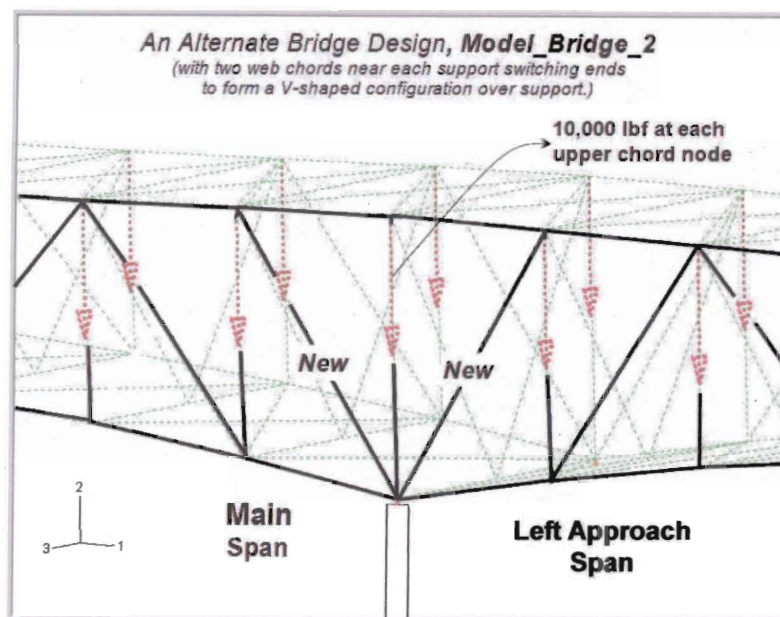 An Alternate Bridge Design, Model_Bridge_2
(with two web chords near each support switching ends
to form a V-shaped configuration over support.)
10,000 lbf at each
upper chord node
New
New
Main
Span
Left Approach
Span
2
3
1